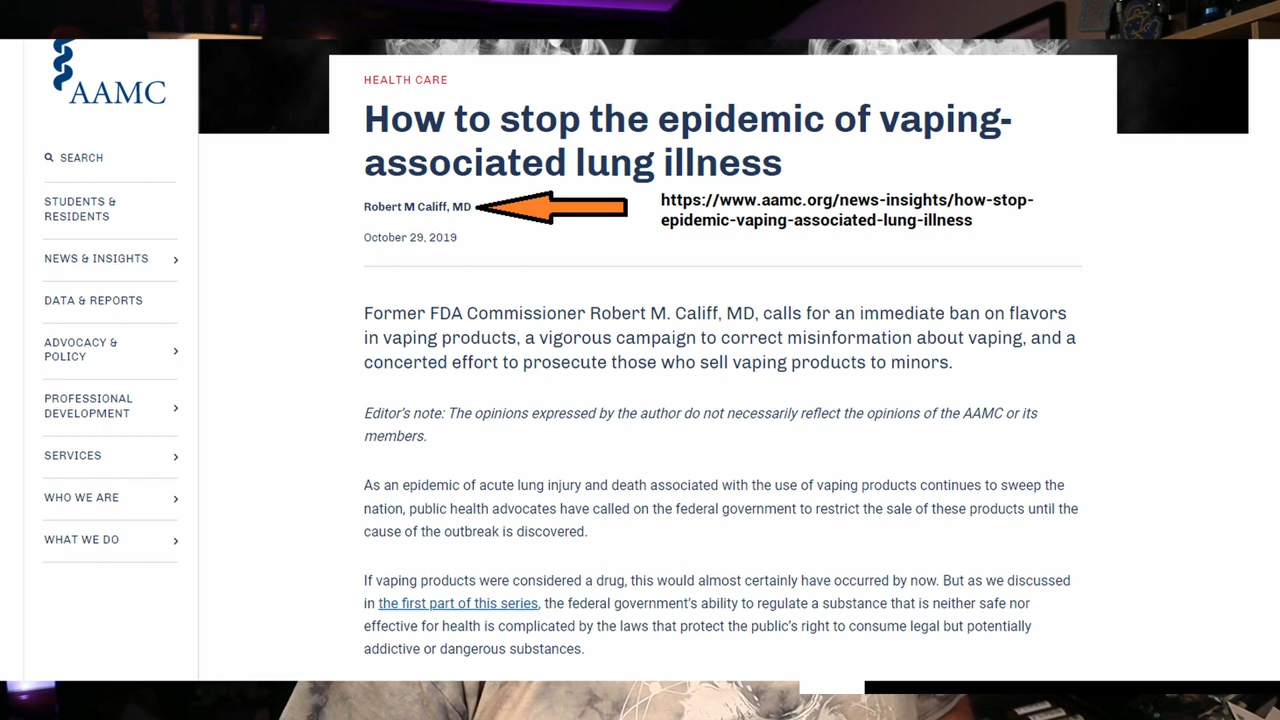 AAMC
SEARCH
STUDENTS &
RESIDENTS
NEWS & INSIGHTS
DATA & REPORTS
ADVOCACY &
POLICY
PROFESSIONAL
DEVELOPMENT
SERVICES
WHO WE ARE
WHAT WE DO
HEALTH CARE
How to stop the epidemic of vaping-
associated lung illness
Robert M Califf, MD
https://www.aamc.org/news-insights/how-stop-
epidemic-vaping-associated-lung-illness
October 29, 2019
Former FDA Commissioner Robert M. Califf, MD, calls for an immediate ban on flavors
in vaping products, a vigorous campaign to correct misinformation about vaping, and a
concerted effort to prosecute those who sell vaping products to minors.
Editor's note: The opinions expressed by the author do not necessarily reflect the opinions of the AAMC or its
members.
As an epidemic of acute lung injury and death associated with the use of vaping products continues to sweep the
nation, public health advocates have called on the federal government to restrict the sale of these products until the
cause of the outbreak is discovered.
If vaping products were considered a drug, this would almost certainly have occurred by now. But as we discussed
in the first part of this series, the federal government's ability to regulate a substance that is neither safe nor
effective for health is complicated by the laws that protect the public's right to consume legal but potentially
addictive or dangerous substances.